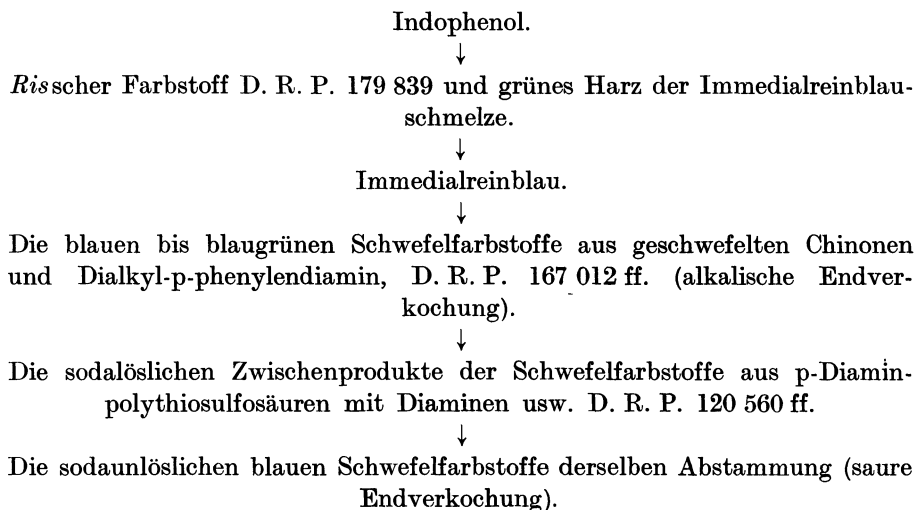 Indophenol.
↓
Risscher Farbstoff D. R. P. 179 839 und grünes Harz der Immedialreinblau-
schmelze.
↓
Immedialreinblau.
↓
Die blauen bis blaugrünen Schwefelfarbstoffe aus geschwefelten Chinonen
und Dialkyl-p-phenylendiamin, D. R. P. 167 012 ff. (alkalische Endver-
kochung).
↓
Die sodalöslichen Zwischenprodukte der Schwefelfarbstoffe aus p-Diamin-
polythiosulfosäuren mit Diaminen usw. D. R. P. 120 560 ff.
↓
Die sodaunlöslichen blauen Schwefelfarbstoffe derselben Abstammung (saure
Endverkochung).